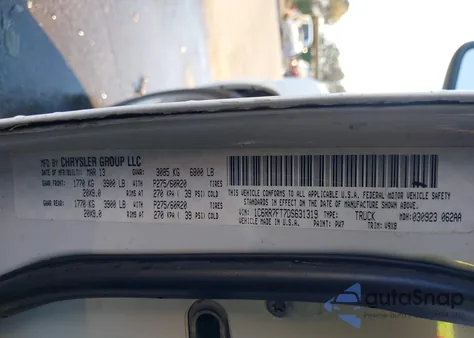 MFD BY CHRYSLER GROUP LLC
DATE OF MFR MAR 13 GVWR: 3085 KG 6800 LB
GAWR FRONT: 1770 KG 3900 LB P275/60R20
20X9.0 RIMS AT 270 KPA ( 39 PSI) COLD
GAWR REAR: 1770 KG 3900 LB P275/60R20
20X9.0 RIMS AT 270 KPA ( 39 PSI) COLD
THIS VEHICLE CONFORMS TO ALL APPLICABLE U.S.A. FEDERAL MOTOR VEHICLE SAFETY
STANDARDS IN EFFECT ON THE DATE OF MANUFACTURE SHOWN ABOVE.
VIN: 1C6RR7FT7DS631319 TYPE: TRUCK MDH:030923 062AA
VEHICLE MADE IN U.S.A. PAINT: PW7 TRIM: V9X8
autoSnap